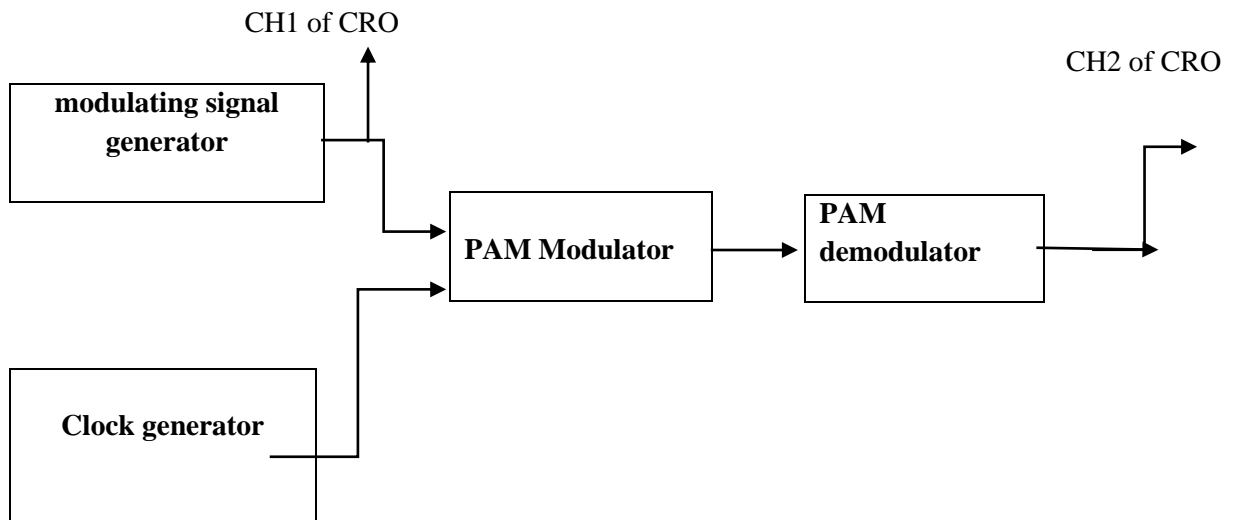 CH1 of CRO
CH2 of CRO
modulating signal
generator
PAM Modulator
PAM
demodulator
Clock generator